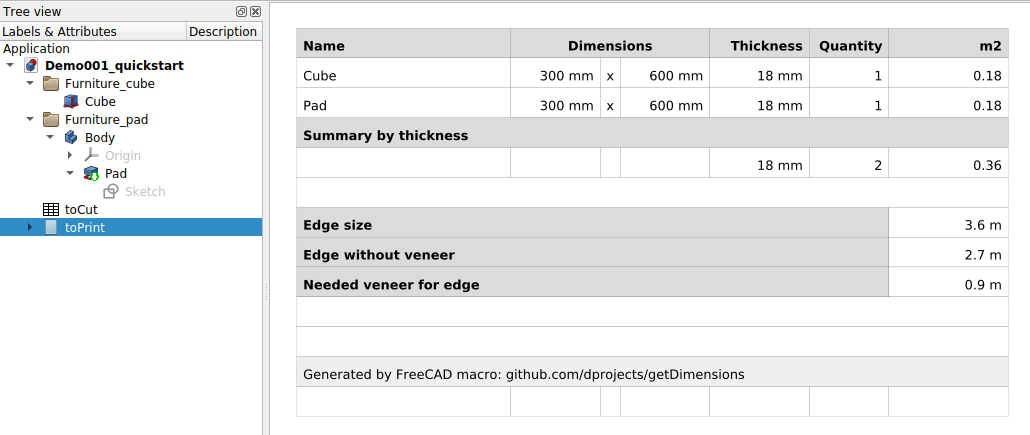 Tree view
Labels & Attributes Description
Application
Demo001_quickstart
Furniture_cube
Cube
Furniture_pad
Body
Origin
Pad
Sketch
toCut
toPrint
Name Dimensions Thickness Quantity m2
Cube 300 mm x 600 mm 18 mm 1 0.18
Pad 300 mm x 600 mm 18 mm 1 0.18
Summary by thickness
18 mm 2 0.36
Edge size 3.6 m
Edge without veneer 2.7 m
Needed veneer for edge 0.9 m
Generated by FreeCAD macro: github.com/dprojects/getDimensions